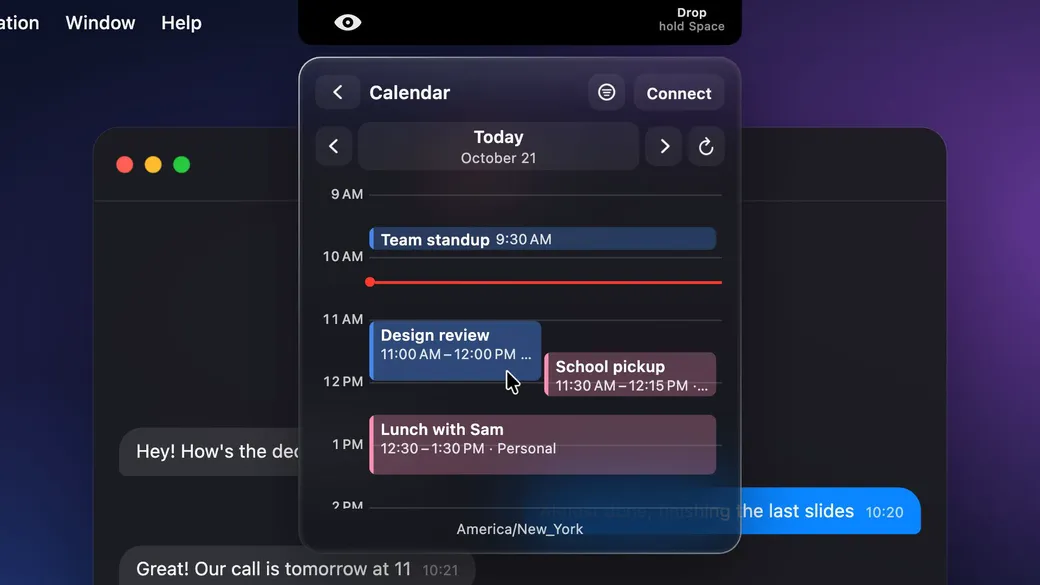 ation Window Help
Drop
hold Space
Calendar
Connect
Today
October 21
9 AM
Team standup 9:30 AM
10 AM
11 AM
Design review
11:00 AM – 12:00 PM ...
School pickup
11:30 AM – 12:15 PM ·...
12 PM
Lunch with Sam
12:30 – 1:30 PM · Personal
1 PM
Hey! How's the dec
2 PM
finishing the last slides 10:20
America/New_York
Great! Our call is tomorrow at 11 10:21